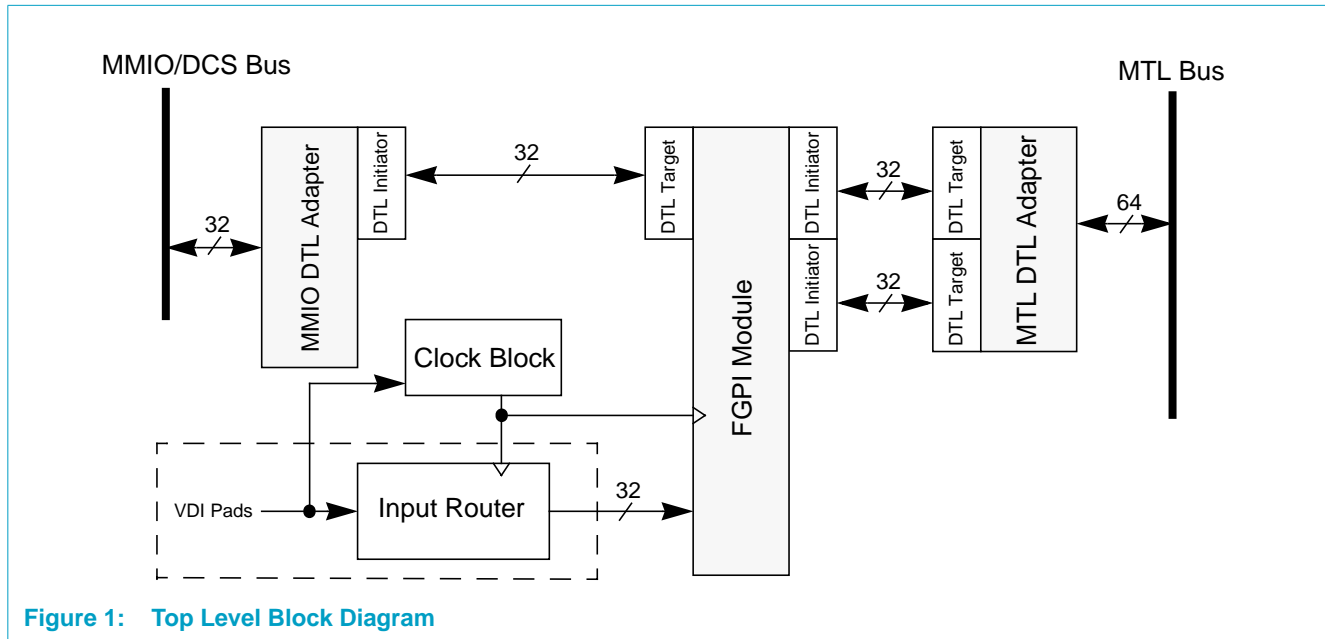 MMIO/DCS Bus
MTL Bus
32
MMIO DTL Adapter
DTL Initiator
32
DTL Target
FGPI Module
DTL Initiator
DTL Initiator
32
32
DTL Target
DTL Target
MTL DTL Adapter
64
Clock Block
VDI Pads
Input Router
32
Figure 1: Top Level Block Diagram